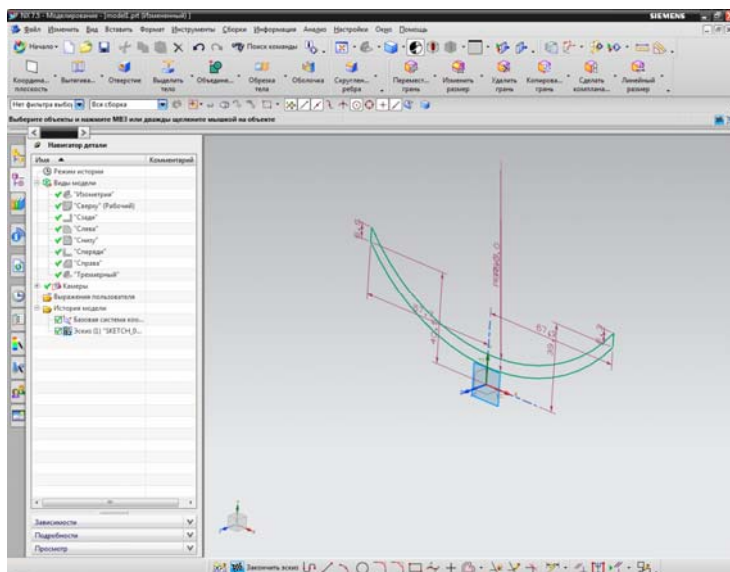 NX 7.5 - Моделирование - [model1.prt (Измененный) ]
SIEMENS
Файл Изменить Вид Вставить Формат Инструменты Сборки Информация Анализ Настройки Окно Помощь
Начало Поиск команды
Координа... плоскость
Вытягива...
Отверстие
Выделить тело
Объедине...
Обрезка тела
Оболочка
Скруглен... ребра
Перемест... грань
Изменить размер
Удалить грань
Копирова... грань
Сделать комплана...
Линейный размер
Нет фильтра выбор Вся сборка
Выберите объекты и нажмите MB3 или дважды щелкните мышкой на объекте
Навигатор детали
Имя Комментарий
Режим истории
Виды модели
"Изометрия"
"Сверху" (Рабочий)
"Сзади"
"Слева"
"Снизу"
"Спереди"
"Справа"
"Трехмерный"
Камеры
Выражения пользователя
История модели
Базовая система коо...
Эскиз (1) "SKETCH_0...
Зависимости
Подробности
Просмотр
Закончить эскиз